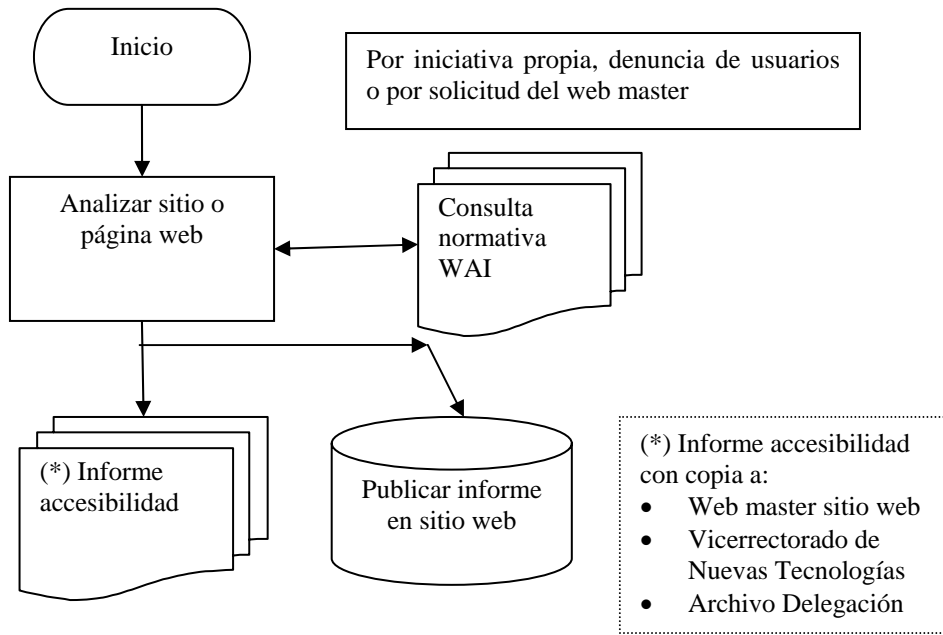 Inicio
Por iniciativa propia, denuncia de usuarios
o por solicitud del web master
Analizar sitio o
página web
Consulta
normativa
WAI
(*) Informe
accesibilidad
Publicar informe
en sitio web
(*) Informe accesibilidad
con copia a:
• Web master sitio web
• Vicerrectorado de
Nuevas Tecnologías
• Archivo Delegación